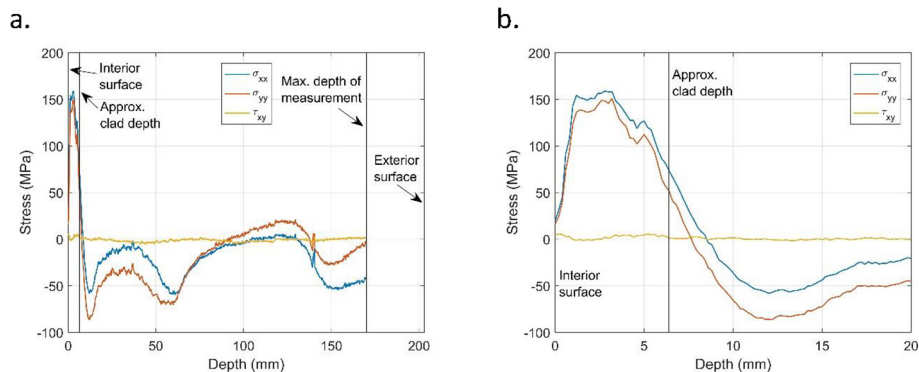 a.
200
150
100
50
0
-50
-100
Stress (MPa)
0
50
100
150
200
Depth (mm)
Interior
surface
Approx.
clad depth
σxx
σyy
τxy
Max. depth of
measurement
Exterior
surface
b.
200
150
100
50
0
-50
-100
Stress (MPa)
0
5
10
15
20
Depth (mm)
Interior
surface
Approx.
clad depth
σxx
σyy
τxy